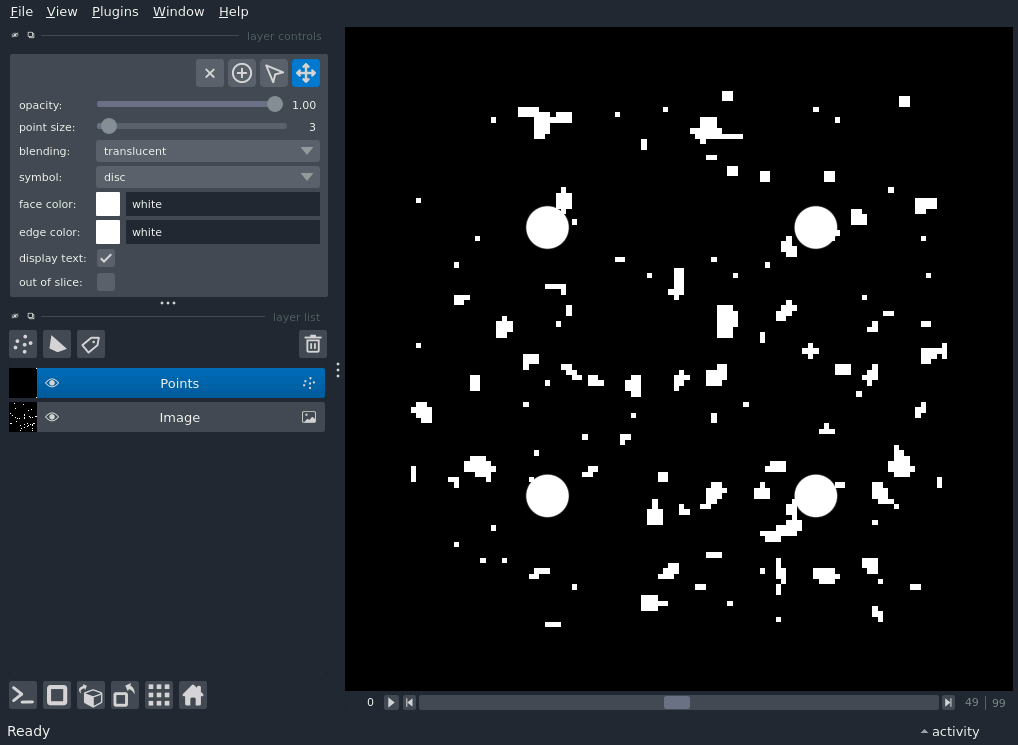 File View Plugins Window Help
layer controls
opacity: 1.00
point size: 3
blending: translucent
symbol: disc
face color: white
edge color: white
display text:
out of slice:
layer list
Points
Image
0 49 | 99
Ready activity